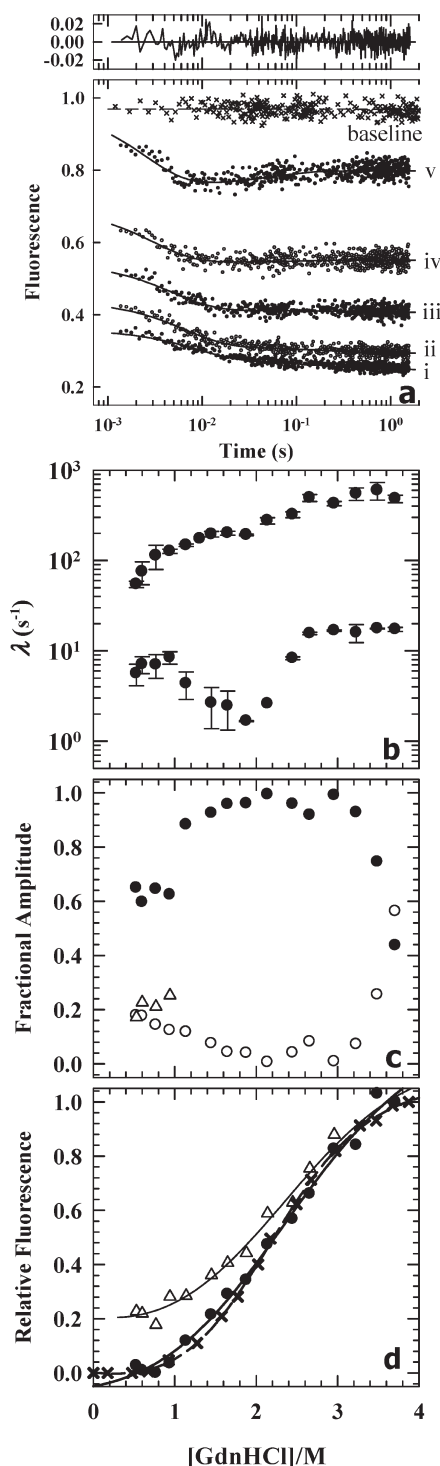 0.02
0.00
-0.02
1.0
0.8
0.6
0.4
0.2
Fluorescence
baseline
v
iv
iii
ii
i
a
10⁻³ 10⁻² 10⁻¹ 10⁰
Time (s)
10³
10²
10¹
10⁰
λ (s⁻¹)
b
1.0
0.8
0.6
0.4
0.2
0.0
Fractional Amplitude
c
1.0
0.8
0.6
0.4
0.2
0.0
Relative Fluorescence
d
0 1 2 3 4
[GdnHCl]/M